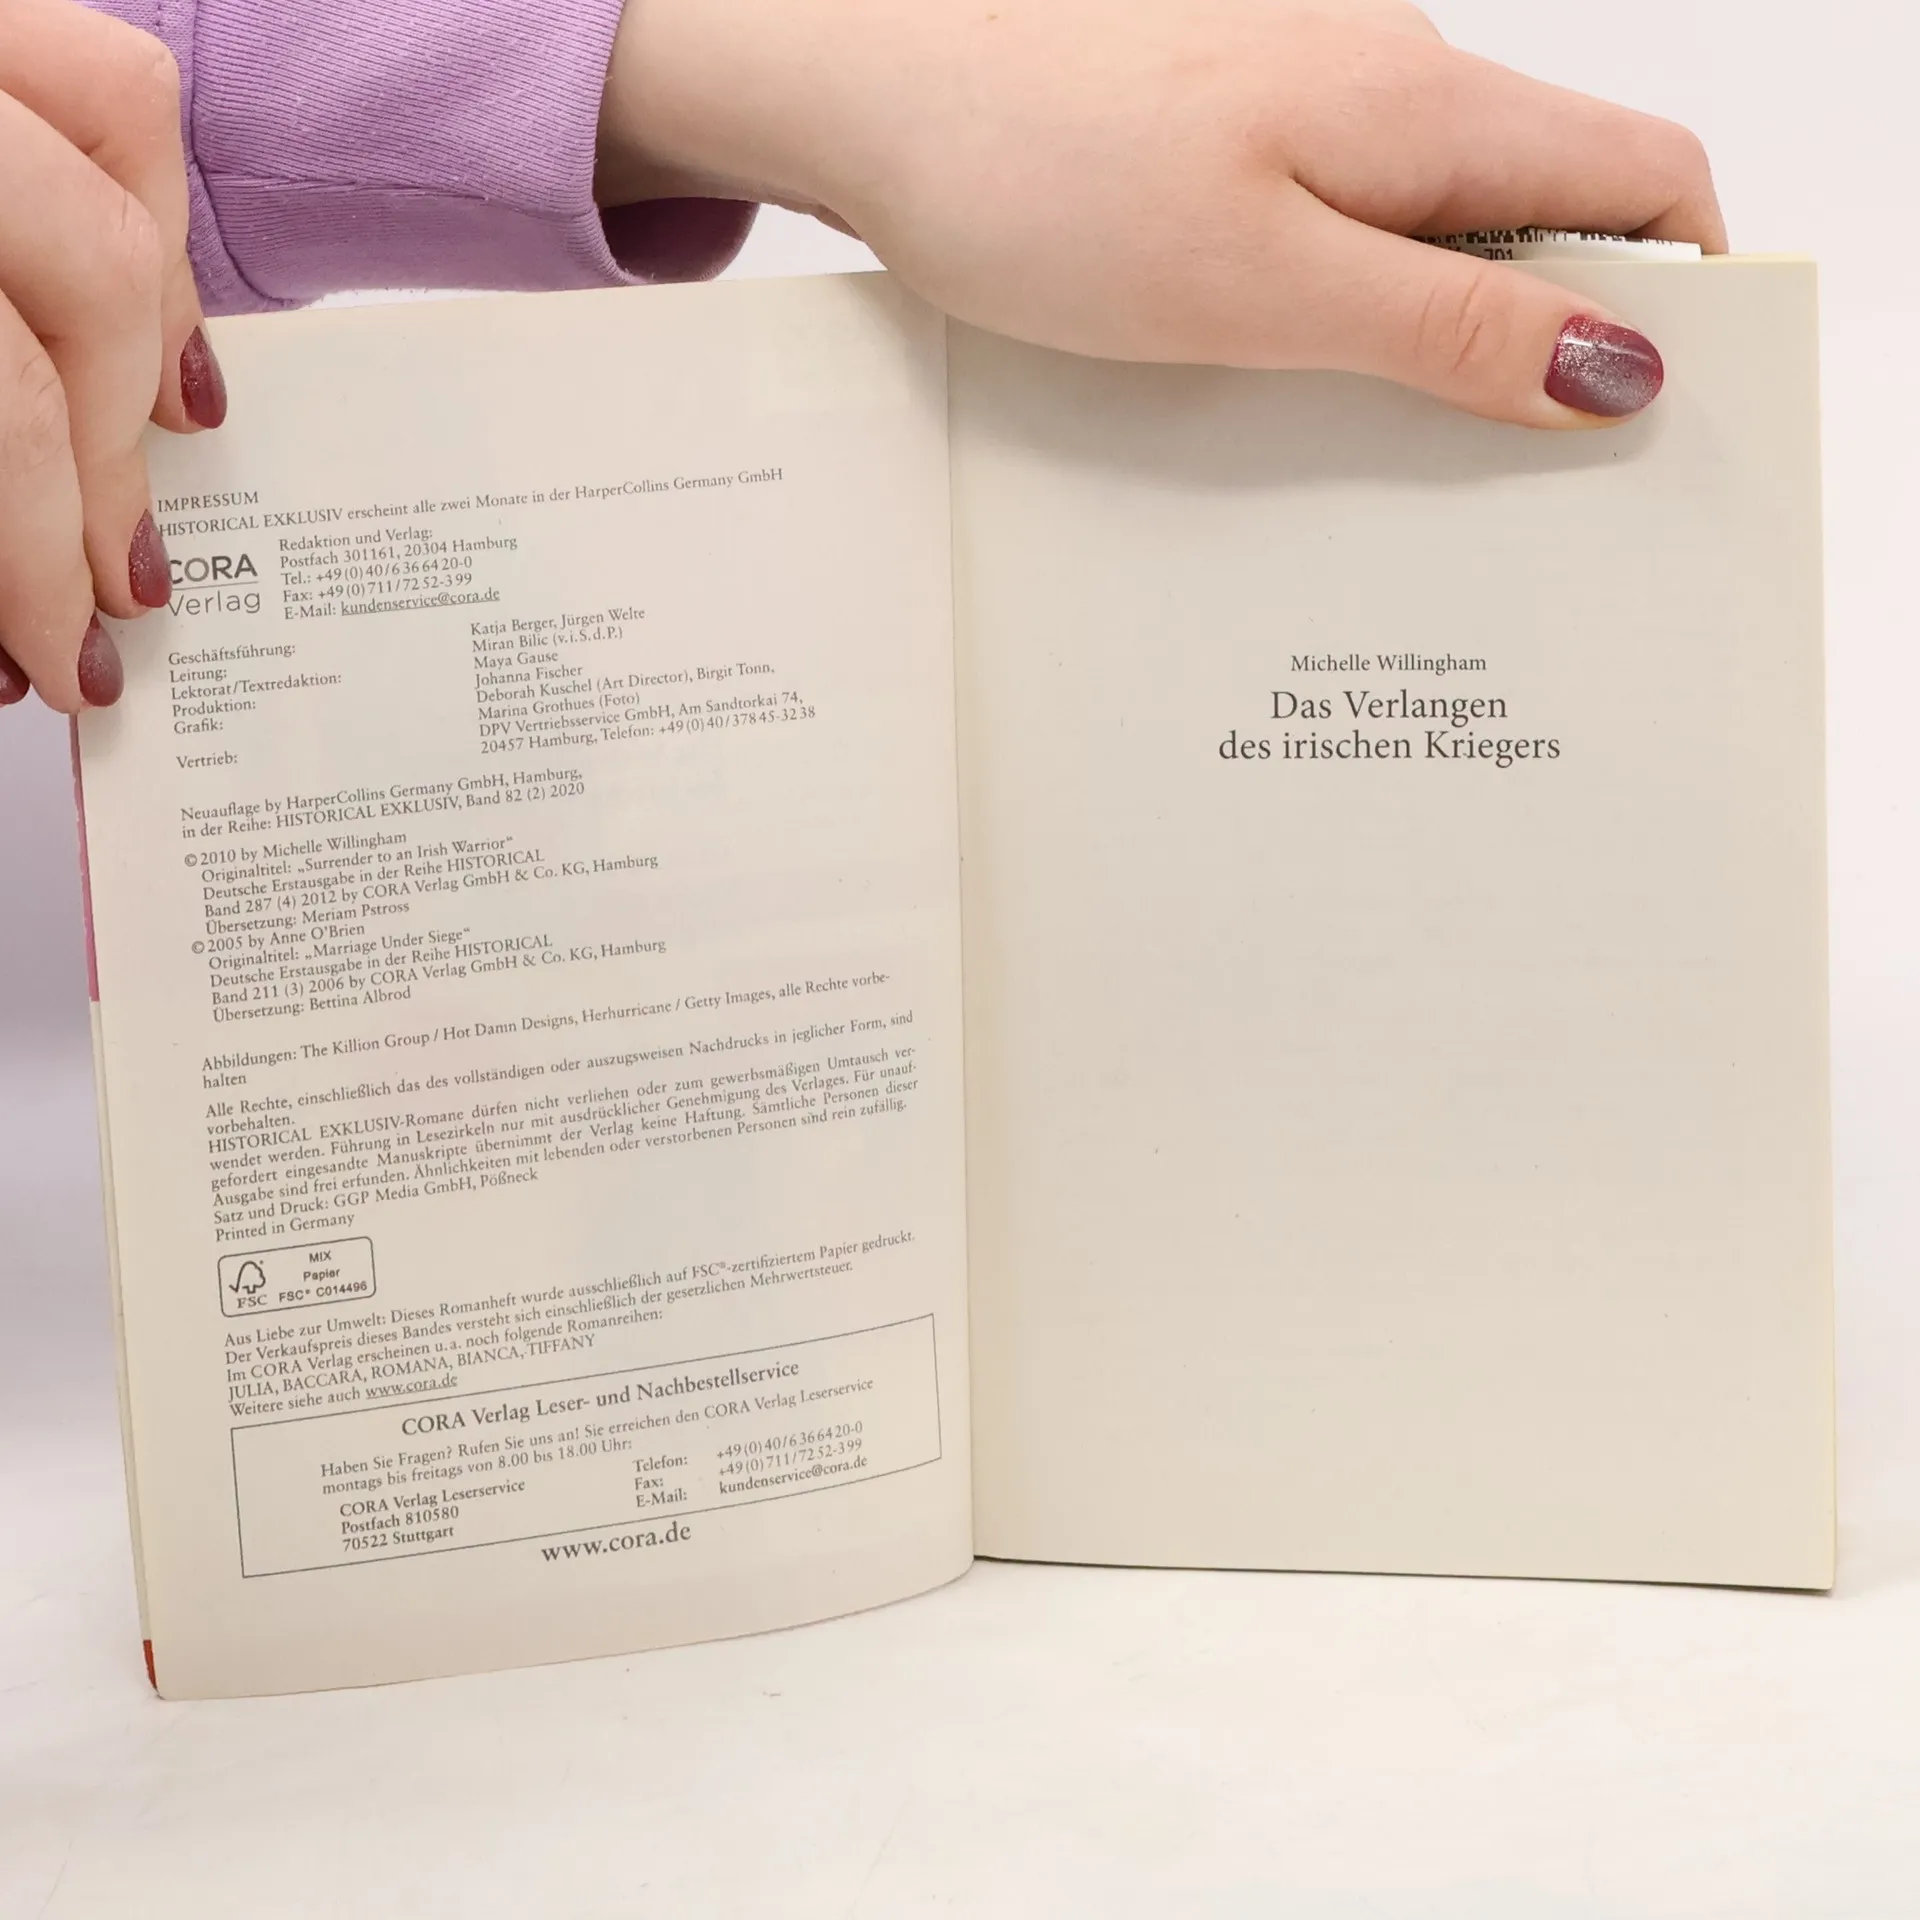 IMPRESSUM
HISTORICAL EXKLUSIV erscheint alle zwei Monate in der HarperCollins Germany GmbH
CORA
Verlag
Redaktion und Verlag:
Postfach 301161, 20304 Hamburg
Tel.: +49(0)40/6366420-0
Fax: +49(0)711/7252-399
E-Mail: kundenservice@cora.de
Geschäftsführung:
Leitung:
Lektorat/Textredaktion:
Produktion:
Grafik:
Vertrieb:
Katja Berger, Jürgen Welte
Miran Bilic (v.i.S.d.P.)
Maya Gause
Johanna Fischer
Deborah Kuschel (Art Director), Birgit Tonn,
Marina Grothues (Foto)
DPV Vertriebsservice GmbH, Am Sandtorkai 74,
20457 Hamburg, Telefon: +49(0)40/37845-3238
Neuauflage by HarperCollins Germany GmbH, Hamburg,
in der Reihe: HISTORICAL EXKLUSIV, Band 82 (2) 2020
© 2010 by Michelle Willingham
Originaltitel: „Surrender to an Irish Warrior“
Deutsche Erstausgabe in der Reihe HISTORICAL
Band 287 (4) 2012 by CORA Verlag GmbH & Co. KG, Hamburg
Übersetzung: Meriam Pstross
© 2005 by Anne O’Brien
Originaltitel: „Marriage Under Siege“
Deutsche Erstausgabe in der Reihe HISTORICAL
Band 211 (3) 2006 by CORA Verlag GmbH & Co. KG, Hamburg
Übersetzung: Bettina Albrod
Abbildungen: The Killion Group / Hot Damn Designs, Herhurricane / Getty Images, alle Rechte vorbe-
halten
Alle Rechte, einschließlich das des vollständigen oder auszugsweisen Nachdrucks in jeglicher Form, sind
vorbehalten.
HISTORICAL EXKLUSIV-Romane dürfen nicht verliehen oder zum gewerbsmäßigen Umtausch ver-
wendet werden. Führung in Lesezirkeln nur mit ausdrücklicher Genehmigung des Verlages. Für unauf-
gefordert eingesandte Manuskripte übernimmt der Verlag keine Haftung. Sämtliche Personen dieser
Ausgabe sind frei erfunden. Ähnlichkeiten mit lebenden oder verstorbenen Personen sind rein zufällig.
Satz und Druck: GGP Media GmbH, Pößneck
Printed in Germany
FSC
MIX
Papier
FSC® C014496
Aus Liebe zur Umwelt: Dieses Romanheft wurde ausschließlich auf FSC®-zertifiziertem Papier gedruckt.
Der Verkaufspreis dieses Bandes versteht sich einschließlich der gesetzlichen Mehrwertsteuer.
Im CORA Verlag erscheinen u.a. noch folgende Romanreihen:
JULIA, BACCARA, ROMANA, BIANCA, TIFFANY
Weitere siehe auch www.cora.de
CORA Verlag Leser- und Nachbestellservice
Haben Sie Fragen? Rufen Sie uns an! Sie erreichen den CORA Verlag Leserservice
montags bis freitags von 8.00 bis 18.00 Uhr:
CORA Verlag Leserservice
Postfach 810580
70522 Stuttgart
Telefon: +49(0)40/6366420-0
Fax: +49(0)711/7252-399
E-Mail: kundenservice@cora.de
www.cora.de
701
Michelle Willingham
Das Verlangen
des irischen Kriegers